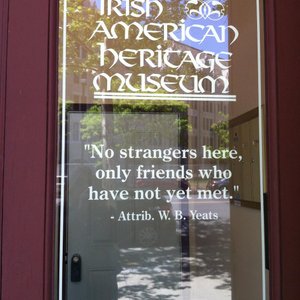 IRISH
AMERICAN
HERITAGE
MUSEUM
"No strangers here,
only friends who
have not yet met."
- Attrib. W. B. Yeats